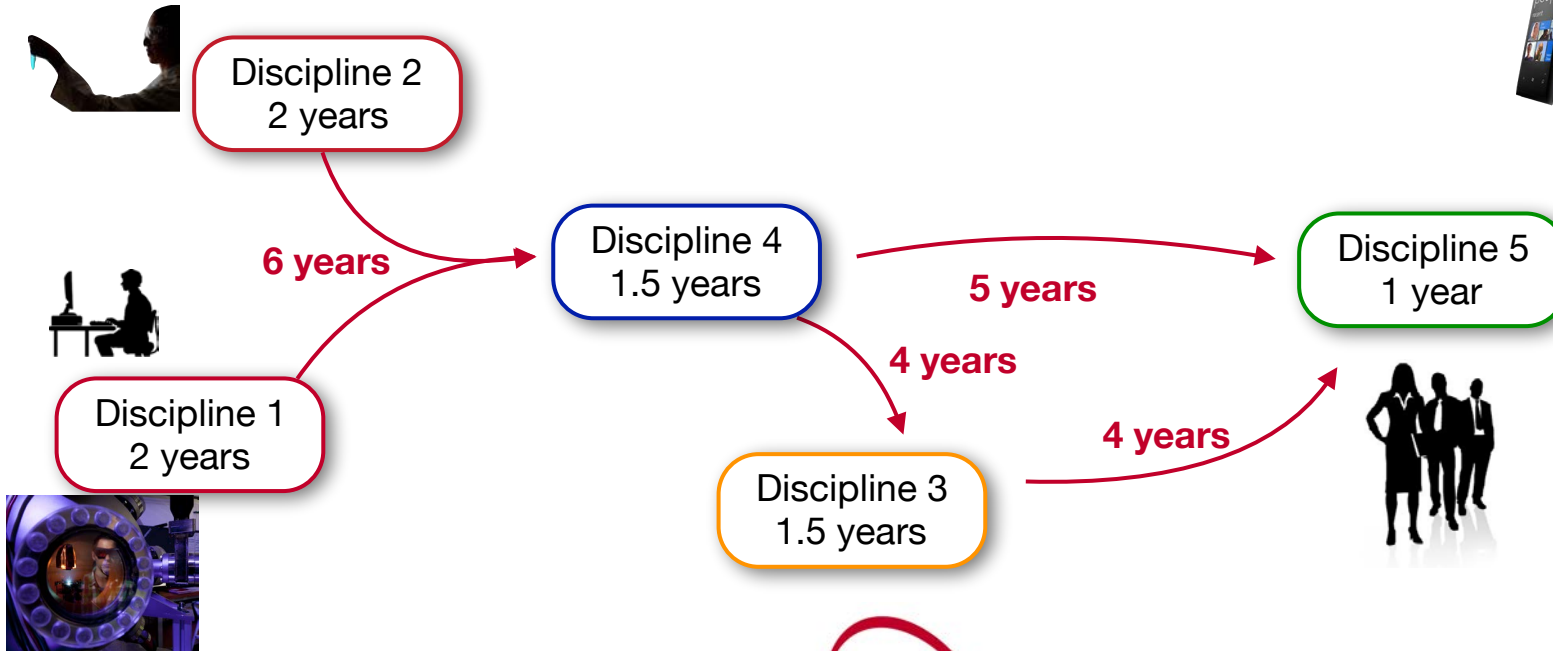 Discipline 2
2 years
6 years
Discipline 1
2 years
Discipline 4
1.5 years
5 years
4 years
Discipline 3
1.5 years
4 years
Discipline 5
1 year